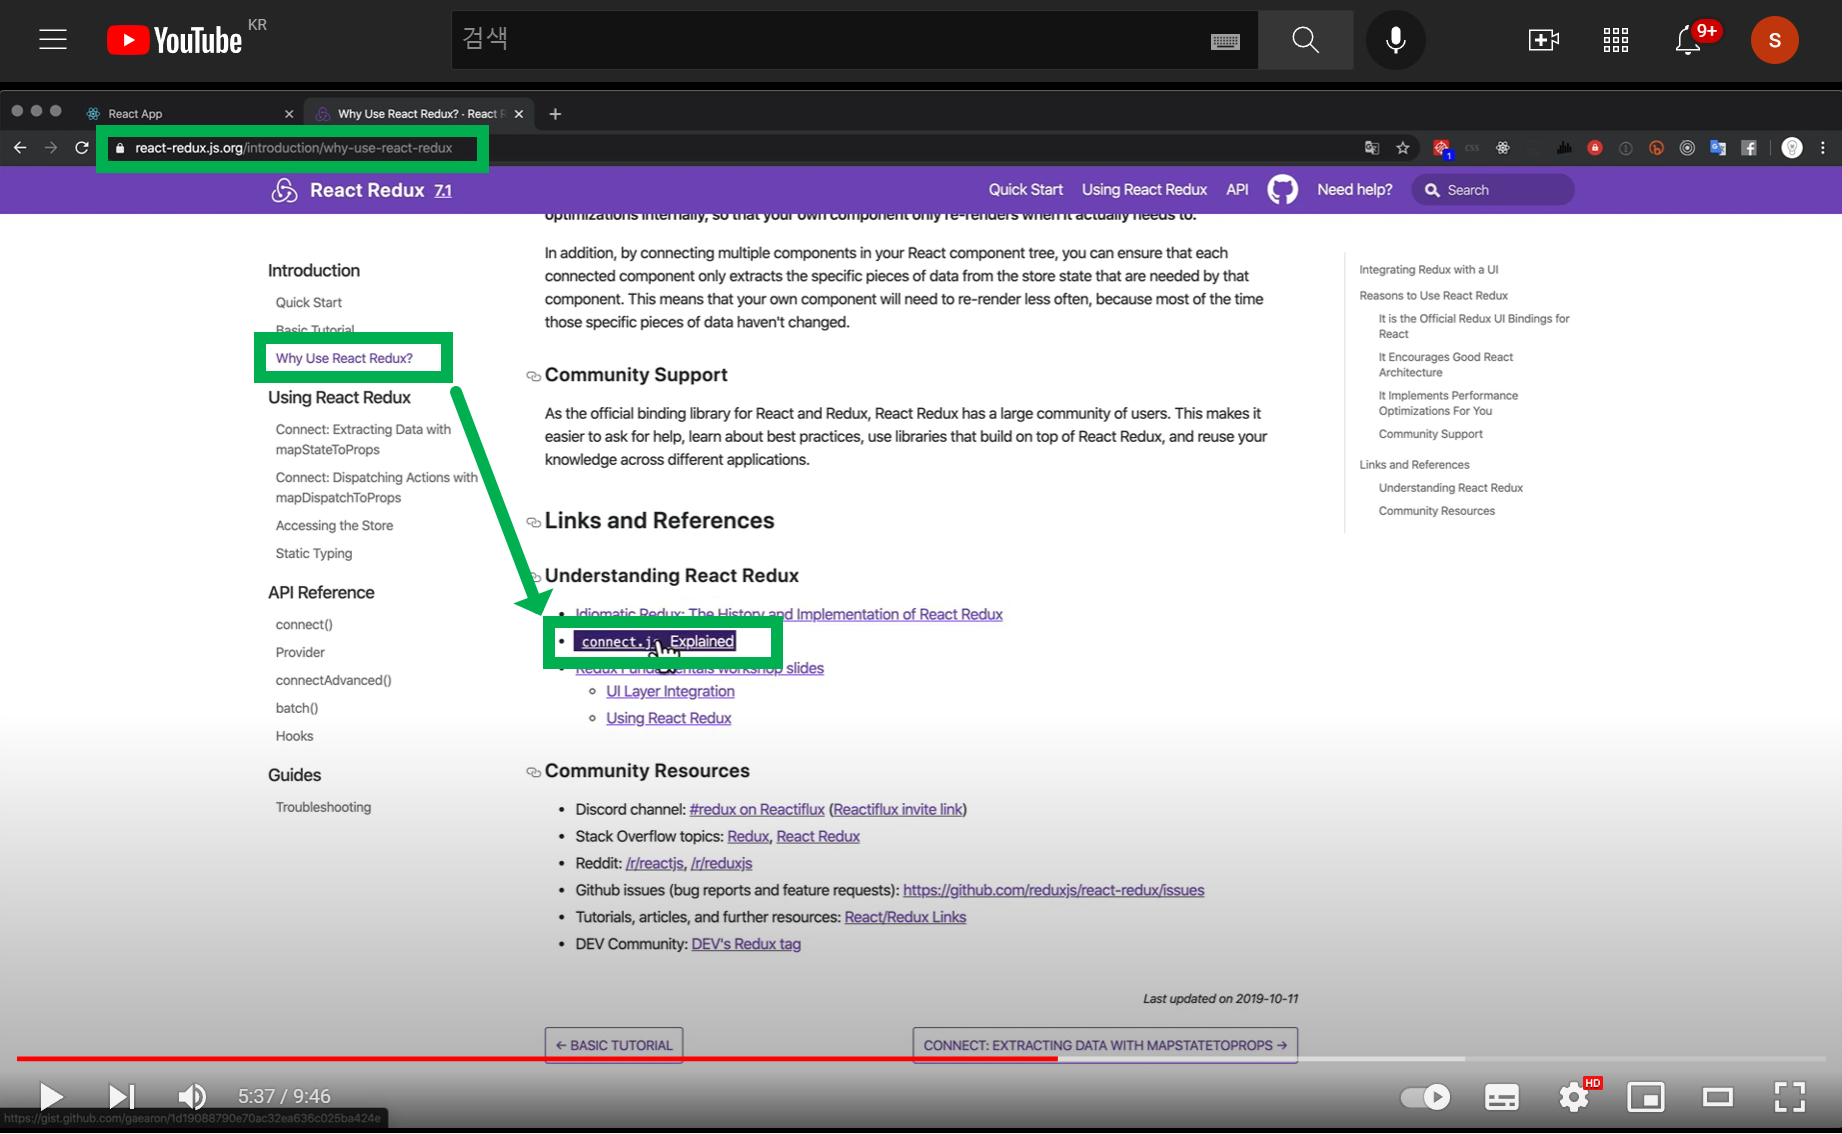 YouTube KR
검색
9+
S
React App
Why Use React Redux? · React R
react-redux.js.org/introduction/why-use-react-redux
1
css
React Redux 7.1
Quick Start
Using React Redux
API
Need help?
Search
optimizations internally, so that your own component only re-renders when it actually needs to.
In addition, by connecting multiple components in your React component tree, you can ensure that each
connected component only extracts the specific pieces of data from the store state that are needed by that
component. This means that your own component will need to re-render less often, because most of the time
those specific pieces of data haven't changed.
Introduction
Quick Start
Basic Tutorial
Why Use React Redux?
Using React Redux
Connect: Extracting Data with
mapStateToProps
Connect: Dispatching Actions with
mapDispatchToProps
Accessing the Store
Static Typing
API Reference
connect()
Provider
connectAdvanced()
batch()
Hooks
Guides
Troubleshooting
Community Support
As the official binding library for React and Redux, React Redux has a large community of users. This makes it
easier to ask for help, learn about best practices, use libraries that build on top of React Redux, and reuse your
knowledge across different applications.
Links and References
Understanding React Redux
Idiomatic Redux: The History and Implementation of React Redux
connect.js Explained
Redux Fundamentals workshop slides
UI Layer Integration
Using React Redux
Community Resources
Discord channel: #redux on Reactiflux (Reactiflux invite link)
Stack Overflow topics: Redux, React Redux
Reddit: /r/reactjs, /r/reduxjs
Github issues (bug reports and feature requests): https://github.com/reduxjs/react-redux/issues
Tutorials, articles, and further resources: React/Redux Links
DEV Community: DEV's Redux tag
Last updated on 2019-10-11
← BASIC TUTORIAL
CONNECT: EXTRACTING DATA WITH MAPSTATETOPROPS →
Integrating Redux with a UI
Reasons to Use React Redux
It is the Official Redux UI Bindings for
React
It Encourages Good React
Architecture
It Implements Performance
Optimizations For You
Community Support
Links and References
Understanding React Redux
Community Resources
5:37 / 9:46
HD
https://gist.github.com/gaearon/1d19088790e70ac32ea636c025ba424e